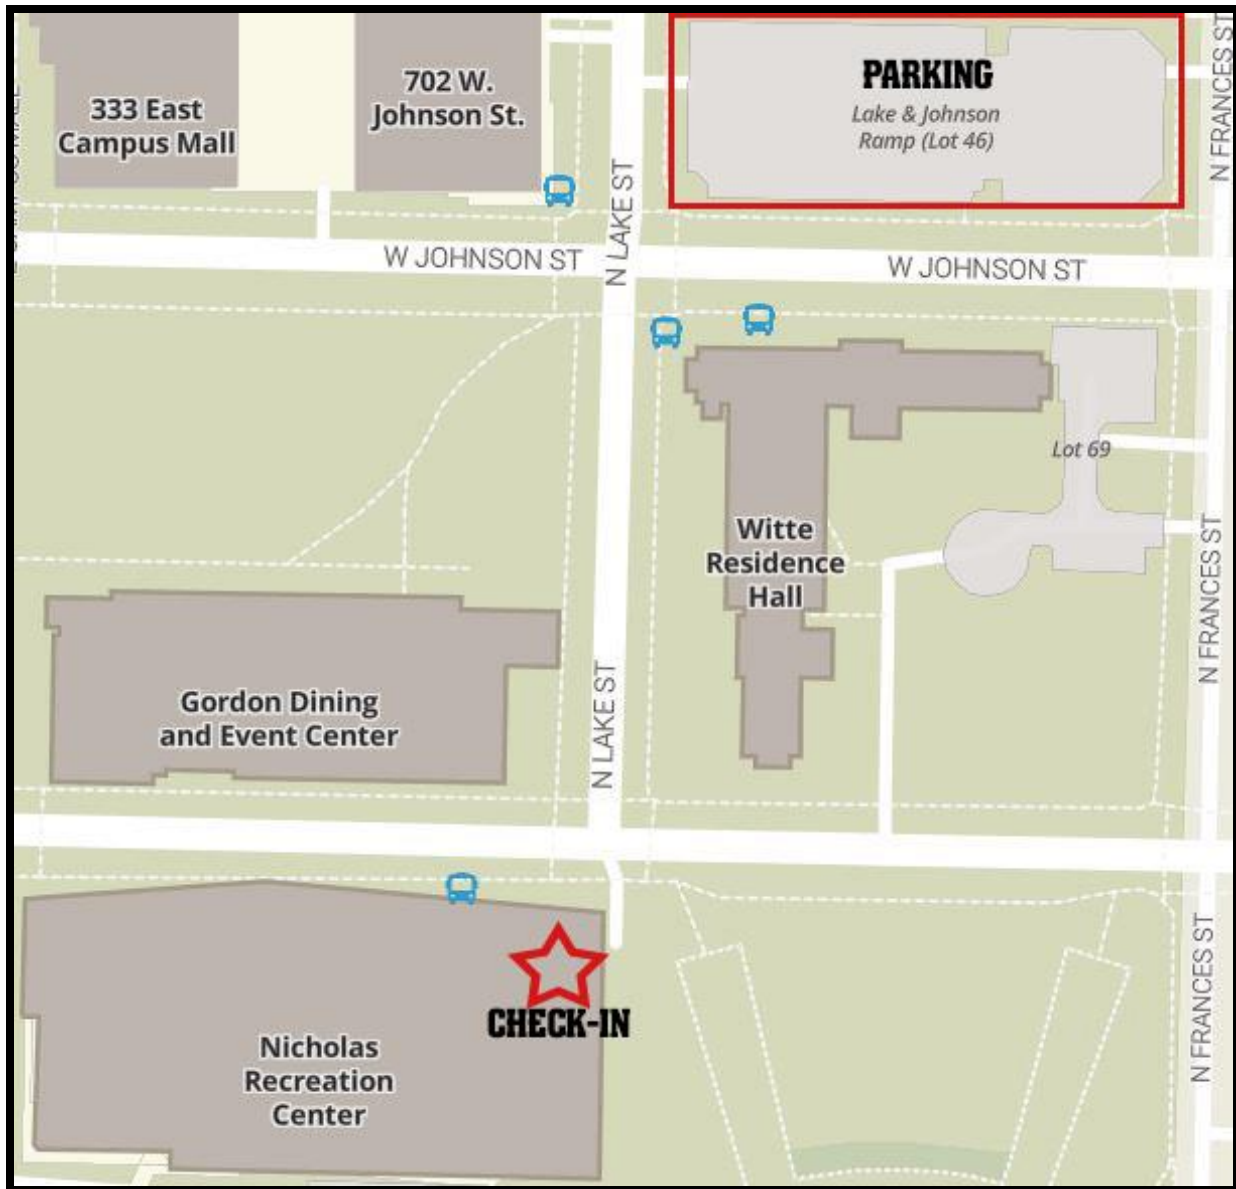 333 East
Campus Mall
702 W.
Johnson St.
PARKING
Lake & Johnson
Ramp (Lot 46)
N FRANCES ST
N LAKE ST
W JOHNSON ST
W JOHNSON ST
Lot 69
Witte
Residence
Hall
N FRANCES ST
Gordon Dining
and Event Center
N LAKE ST
CHECK-IN
Nicholas
Recreation
Center
N FRANCES ST